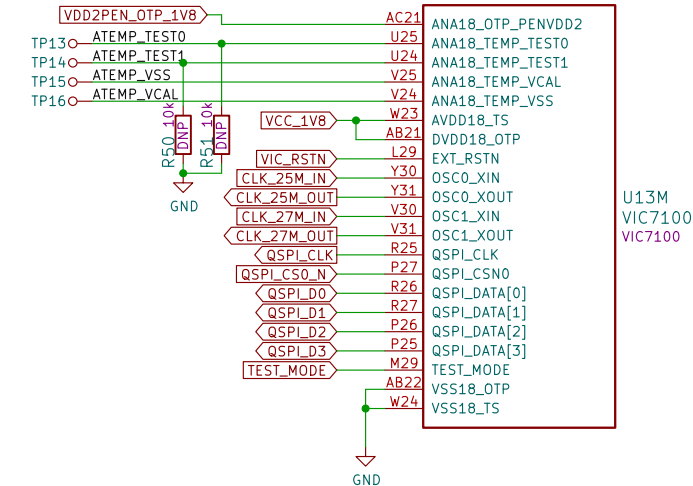 VDD2PEN_OTP_1V8 AC21 ANA18_OTP_PENVDD2
TP13 ATEMP_TEST0 U25 ANA18_TEMP_TEST0
TP14 ATEMP_TEST1 U24 ANA18_TEMP_TEST1
TP15 ATEMP_VSS V25 ANA18_TEMP_VCAL
TP16 ATEMP_VCAL V24 ANA18_TEMP_VSS
R50 10k DNP
R51 10k DNP
GND
VCC_1V8 W23 AVDD18_TS
AB21 DVDD18_OTP
VIC_RSTN L29 EXT_RSTN
CLK_25M_IN Y30 OSC0_XIN
CLK_25M_OUT Y31 OSC0_XOUT
CLK_27M_IN V30 OSC1_XIN
CLK_27M_OUT V31 OSC1_XOUT
QSPI_CLK R25 QSPI_CLK
QSPI_CS0_N P27 QSPI_CSN0
QSPI_D0 R26 QSPI_DATA[0]
QSPI_D1 R27 QSPI_DATA[1]
QSPI_D2 P26 QSPI_DATA[2]
QSPI_D3 P25 QSPI_DATA[3]
TEST_MODE M29 TEST_MODE
AB22 VSS18_OTP
W24 VSS18_TS
GND
U13M
VIC7100
VIC7100